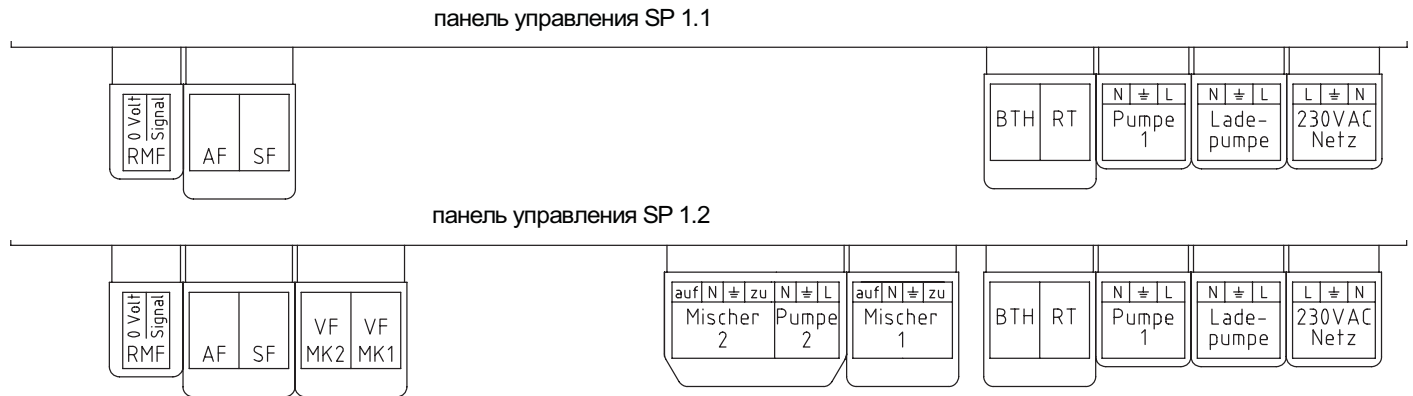 панель управления SP 1.1
0 Volt
Signal
RMF
AF SF
BTH RT
N ⏚ L
Pumpe
1
N ⏚ L
Lade-
pumpe
L ⏚ N
230VAC
Netz
панель управления SP 1.2
0 Volt
Signal
RMF
AF SF
VF VF
MK2 MK1
auf N ⏚ zu N ⏚ L
Mischer Pumpe
2 2
auf N ⏚ zu
Mischer
1
BTH RT
N ⏚ L
Pumpe
1
N ⏚ L
Lade-
pumpe
L ⏚ N
230VAC
Netz